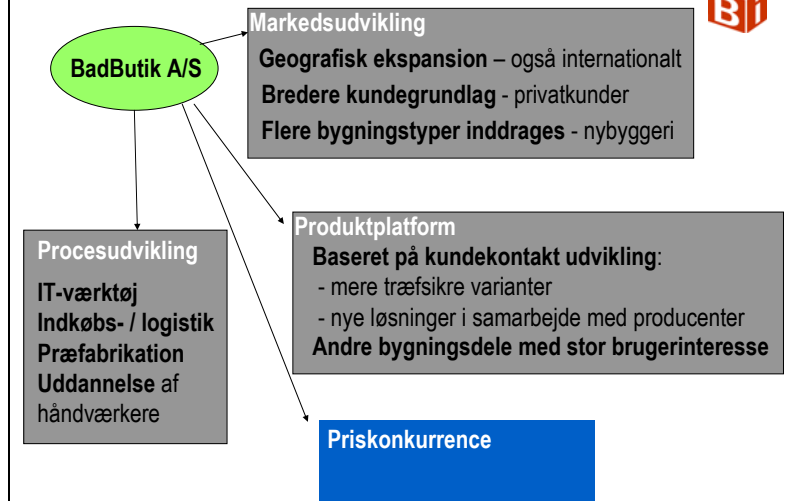 Bi
BadButik A/S
Markedsudvikling
Geografisk ekspansion – også internationalt
Bredere kundegrundlag - privatkunder
Flere bygningstyper inddrages - nybyggeri
Procesudvikling
IT-værktøj
Indkøbs- / logistik
Præfabrikation
Uddannelse af
håndværkere
Produktplatform
Baseret på kundekontakt udvikling:
- mere træfsikre varianter
- nye løsninger i samarbejde med producenter
Andre bygningsdele med stor brugerinteresse
Priskonkurrence